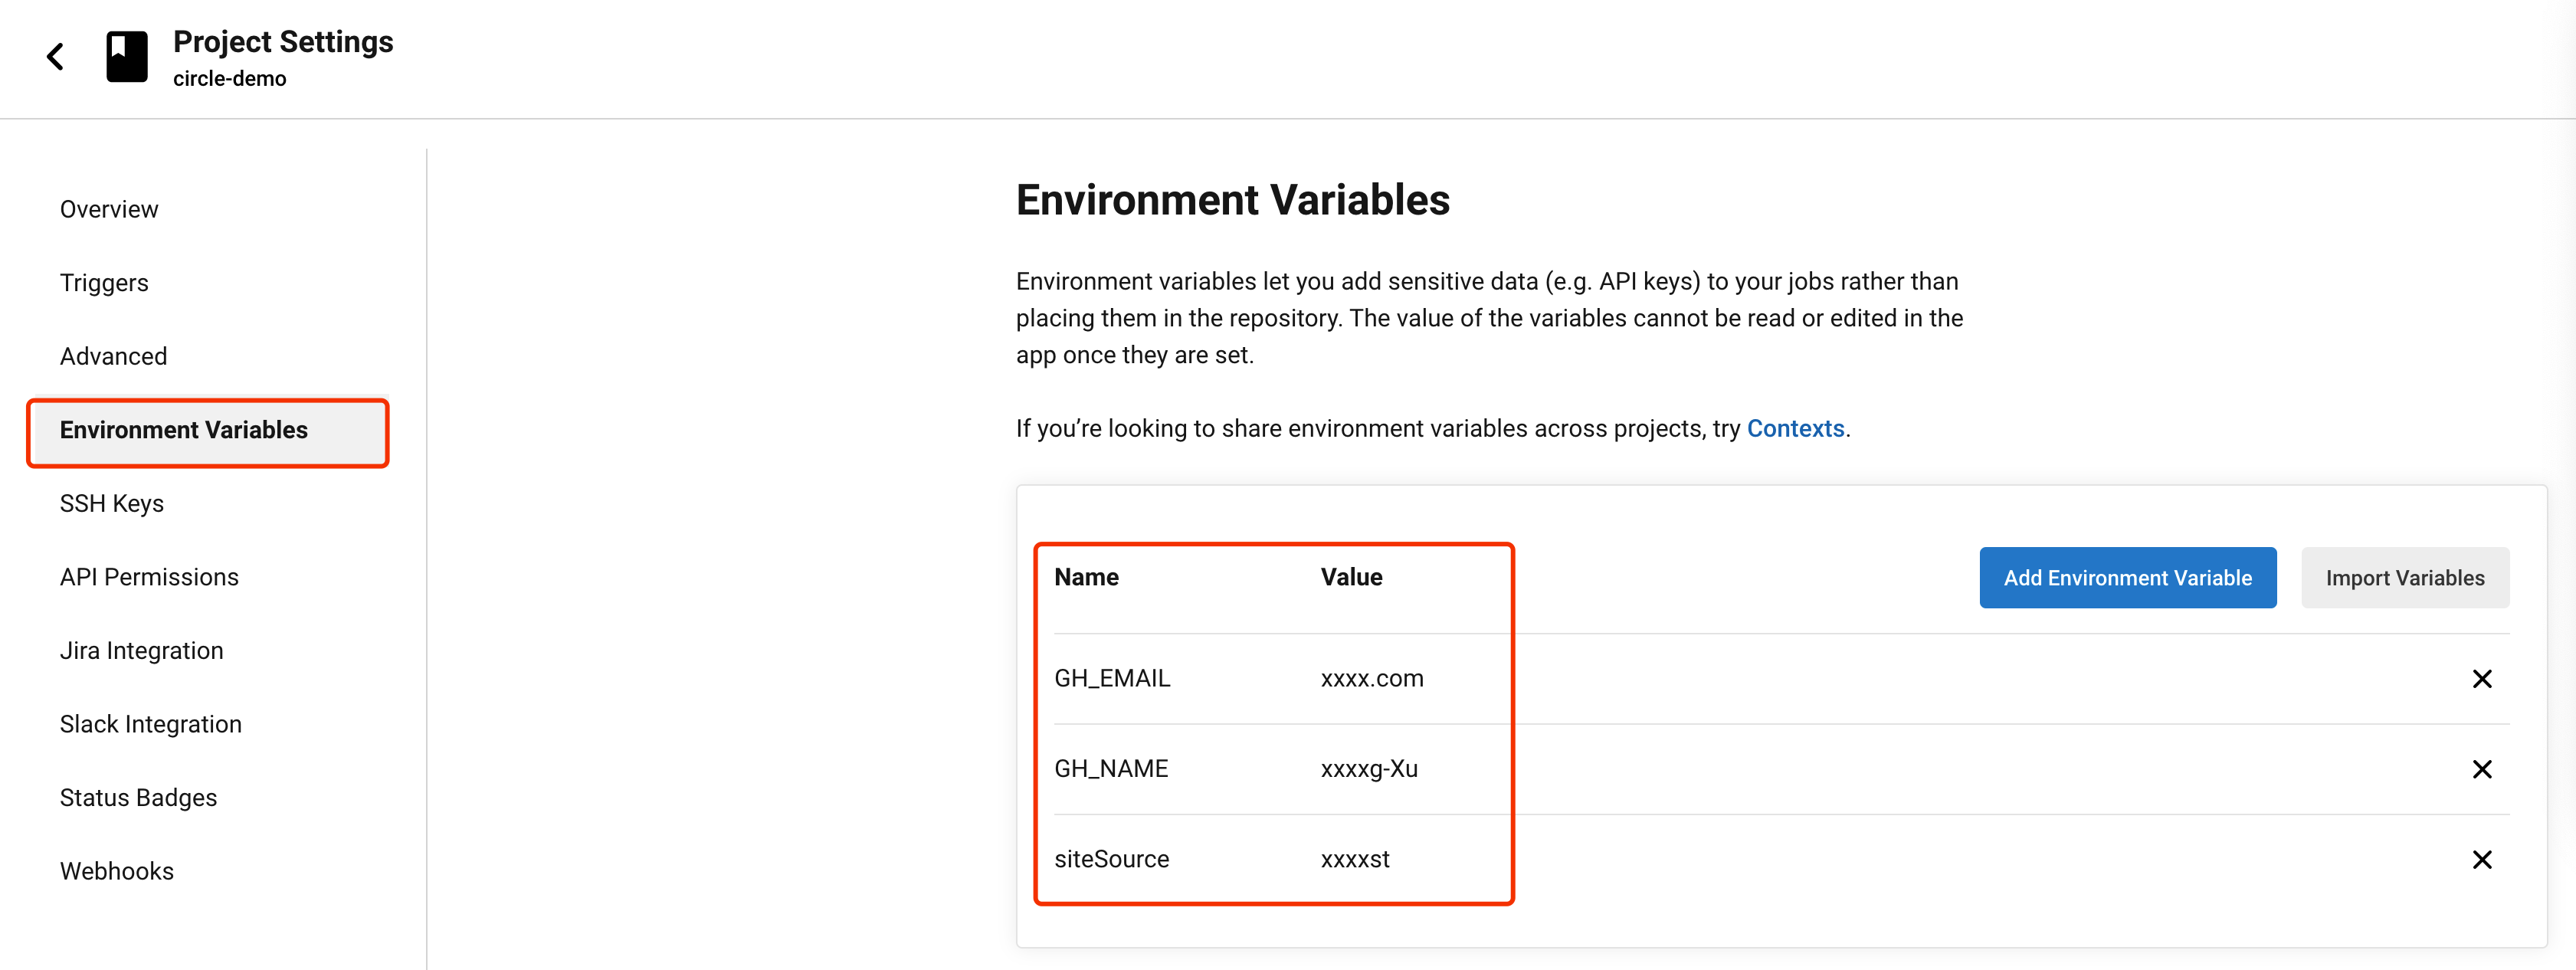 Project Settings
circle-demo
Overview
Triggers
Advanced
Environment Variables
SSH Keys
API Permissions
Jira Integration
Slack Integration
Status Badges
Webhooks
Environment Variables
Environment variables let you add sensitive data (e.g. API keys) to your jobs rather than
placing them in the repository. The value of the variables cannot be read or edited in the
app once they are set.
If you’re looking to share environment variables across projects, try Contexts.
Name Value Add Environment Variable Import Variables
GH_EMAIL xxxx.com
GH_NAME xxxxg-Xu
siteSource xxxxst